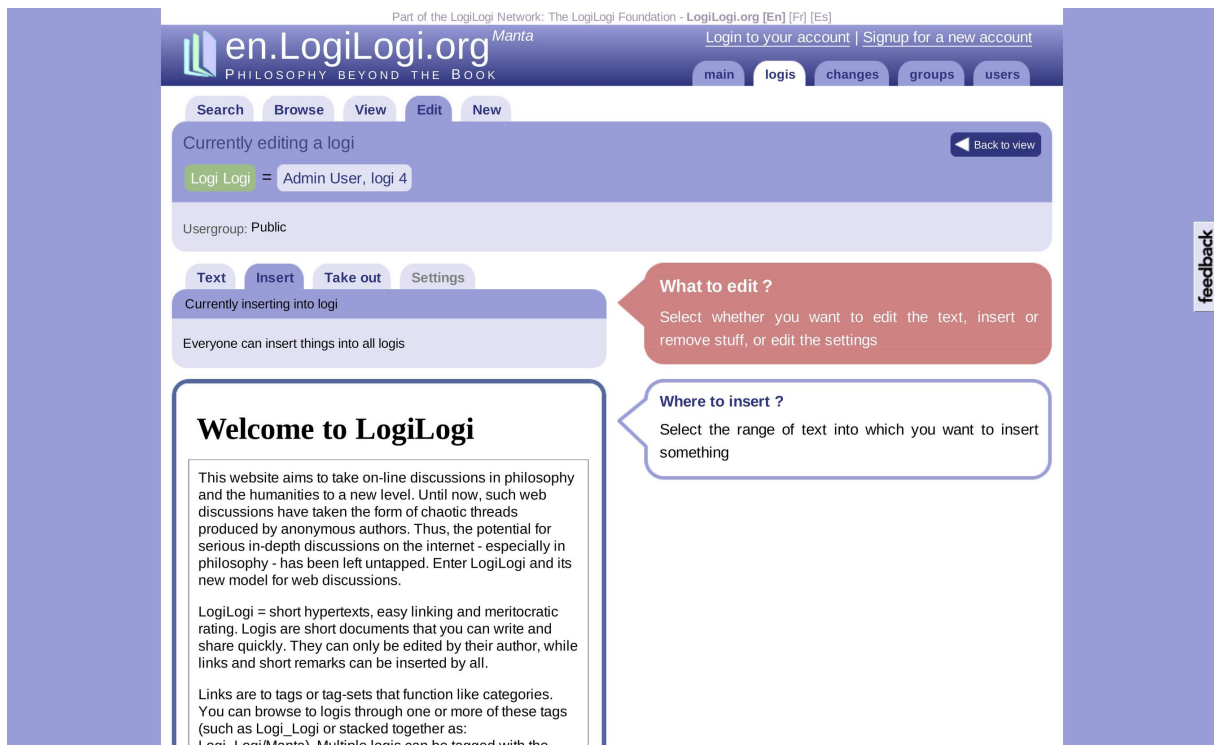 Part of the LogiLogi Network: The LogiLogi Foundation - LogiLogi.org [En] [Fr] [Es]
en.LogiLogi.org Manta
Philosophy beyond the Book
Login to your account | Signup for a new account
main logis changes groups users
Search Browse View Edit New
Currently editing a logi
Back to view
Logi Logi = Admin User, logi 4
Usergroup: Public
feedback
Text Insert Take out Settings
Currently inserting into logi
Everyone can insert things into all logis
What to edit ?
Select whether you want to edit the text, insert or
remove stuff, or edit the settings
Where to insert ?
Select the range of text into which you want to insert
something
Welcome to LogiLogi
This website aims to take on-line discussions in philosophy
and the humanities to a new level. Until now, such web
discussions have taken the form of chaotic threads
produced by anonymous authors. Thus, the potential for
serious in-depth discussions on the internet - especially in
philosophy - has been left untapped. Enter LogiLogi and its
new model for web discussions.
LogiLogi = short hypertexts, easy linking and meritocratic
rating. Logis are short documents that you can write and
share quickly. They can only be edited by their author, while
links and short remarks can be inserted by all.
Links are to tags or tag-sets that function like categories.
You can browse to logis through one or more of these tags
(such as Logi_Logi or stacked together as:
Logi_Logi/Manta). Multiple logis can be tagged with the